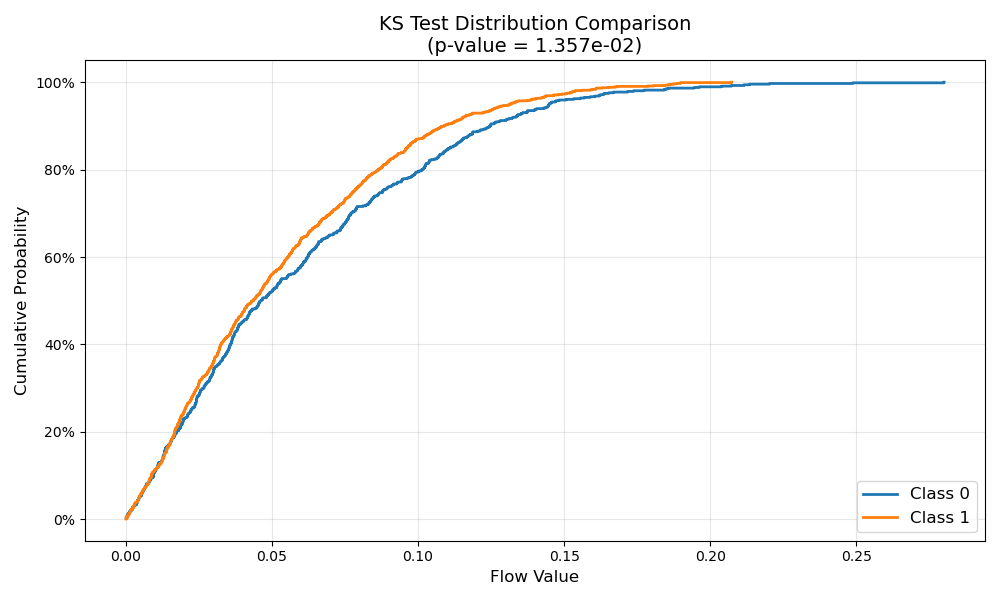 KS Test Distribution Comparison
(p-value = 1.357e-02)
Cumulative Probability
100%
80%
60%
40%
20%
0%
0.00
0.05
0.10
0.15
0.20
0.25
Flow Value
Class 0
Class 1